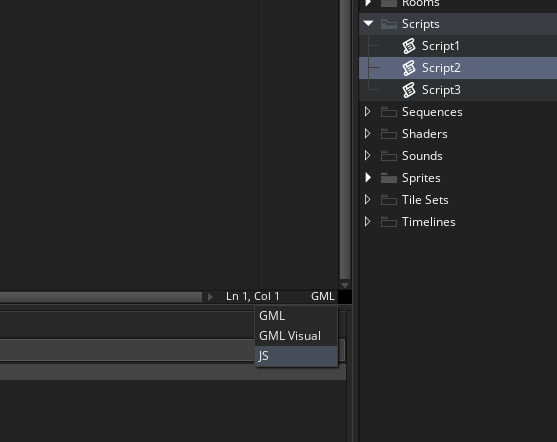 Rooms
Scripts
Script1
Script2
Script3
Sequences
Shaders
Sounds
Sprites
Tile Sets
Timelines
Ln 1, Col 1 GML
GML
GML Visual
JS